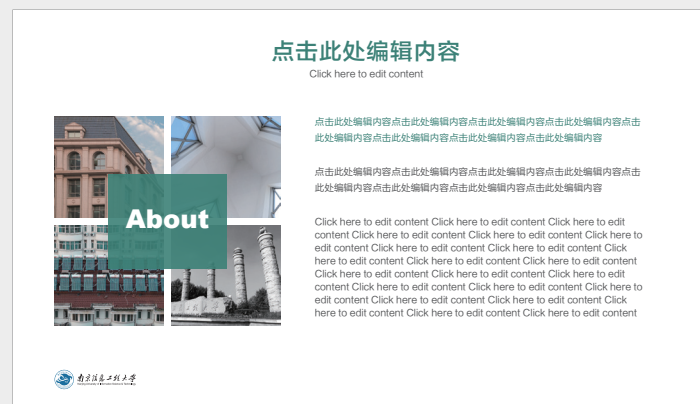 点击此处编辑内容
Click here to edit content
About
点击此处编辑内容点击此处编辑内容点击此处编辑内容点击此处编辑内容点击
此处编辑内容点击此处编辑内容点击此处编辑内容点击此处编辑内容
点击此处编辑内容点击此处编辑内容点击此处编辑内容点击此处编辑内容点击
此处编辑内容点击此处编辑内容点击此处编辑内容点击此处编辑内容
Click here to edit content Click here to edit content Click here to edit
content Click here to edit content Click here to edit content Click here to
edit content Click here to edit content Click here to edit content Click
here to edit content Click here to edit content Click here to edit content
Click here to edit content Click here to edit content Click here to edit
content Click here to edit content Click here to edit content Click here to
edit content Click here to edit content Click here to edit content Click
here to edit content Click here to edit content Click here to edit content
南京信息工程大学